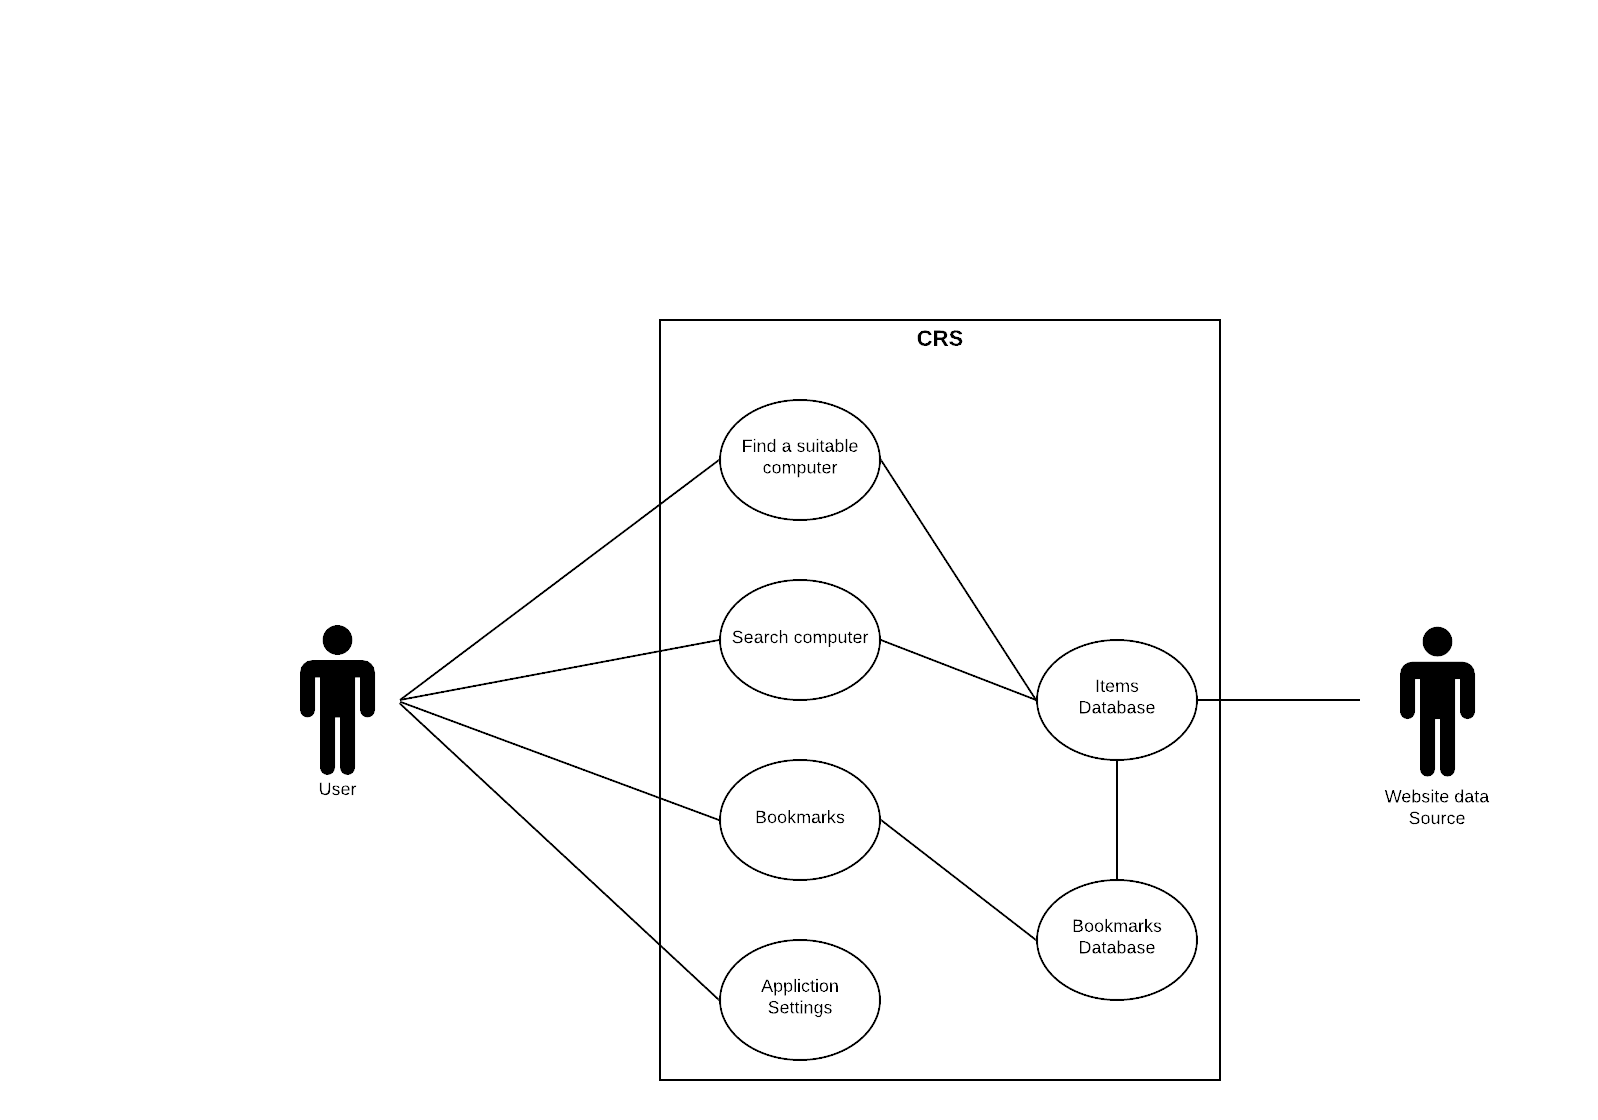 CRS
Find a suitable
computer
Search computer
Items
Database
User
Website data
Source
Bookmarks
Bookmarks
Database
Appliction
Settings